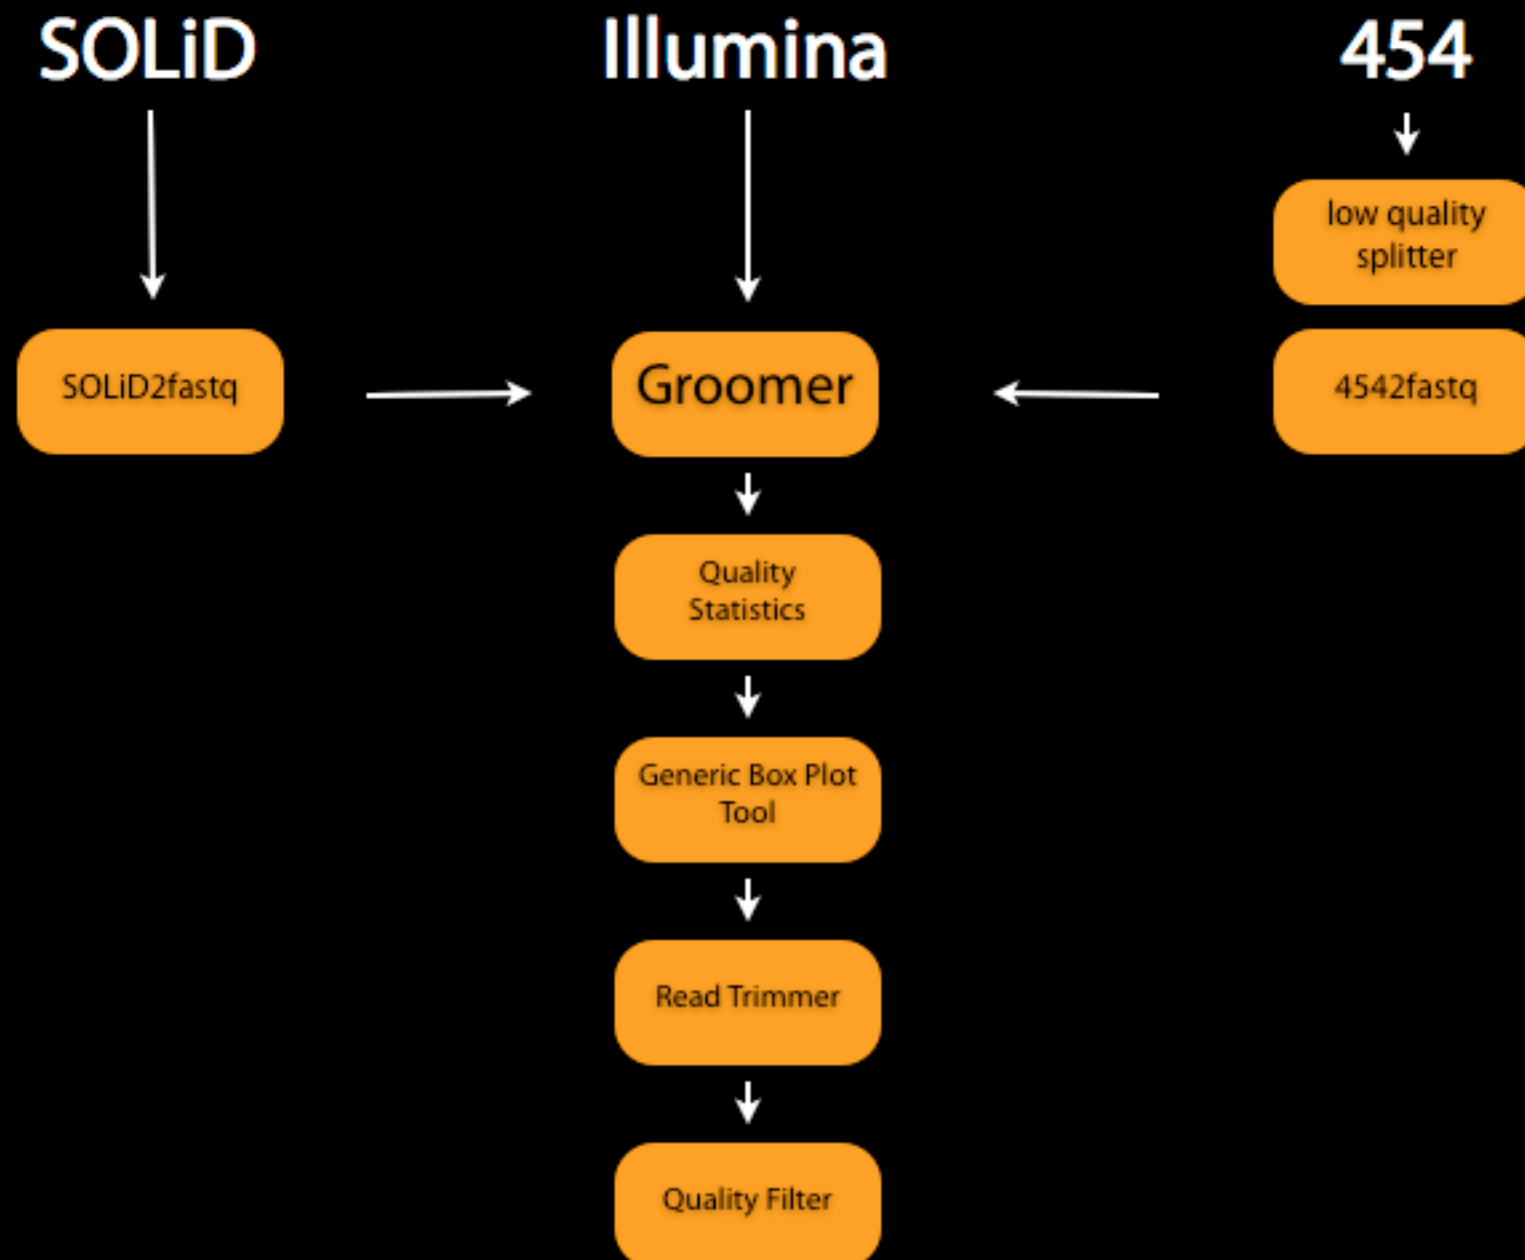 SOLiD
Illumina
454
low quality
splitter
SOLiD2fastq
Groomer
4542fastq
Quality
Statistics
Generic Box Plot
Tool
Read Trimmer
Quality Filter